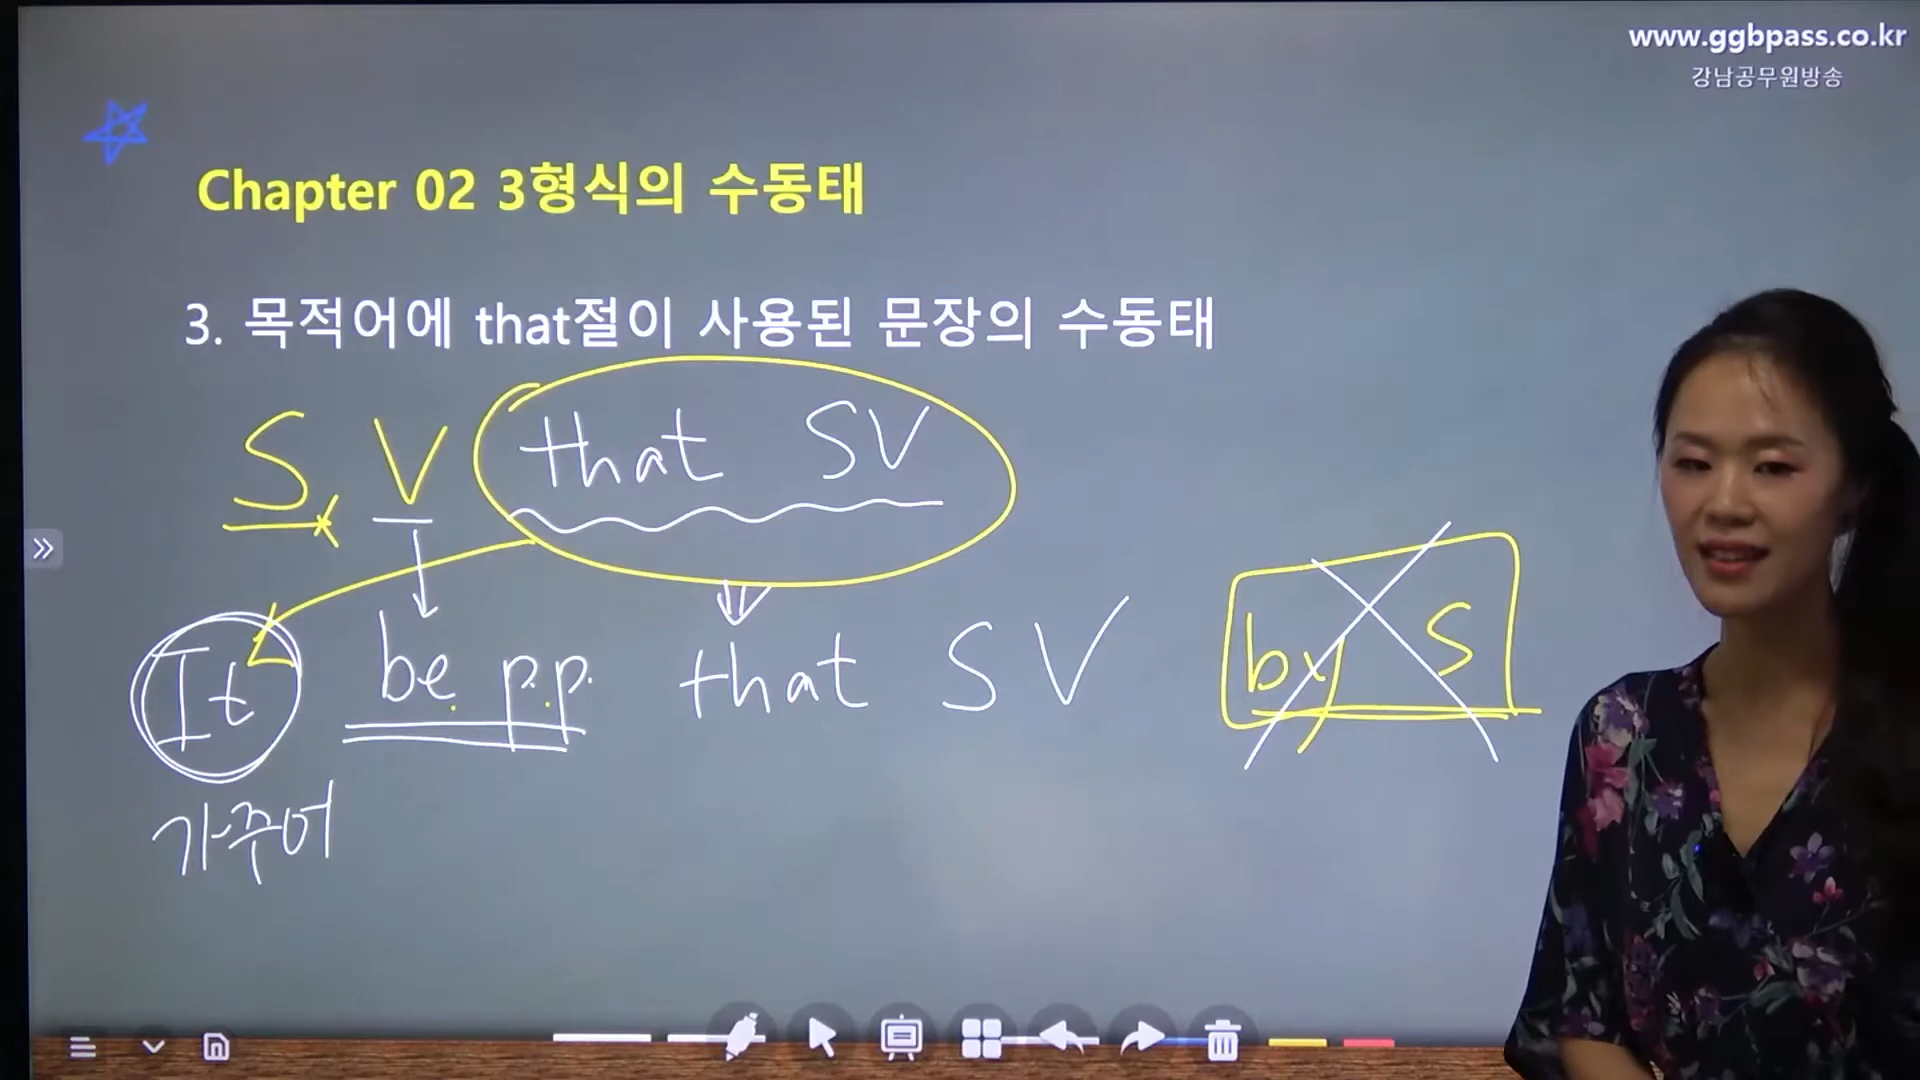 www.ggbpass.co.kr
강남공무원방송
Chapter 02 3형식의 수동태
3. 목적어에 that절이 사용된 문장의 수동태
S V that SV
It be p.p. that S V by S
가주어